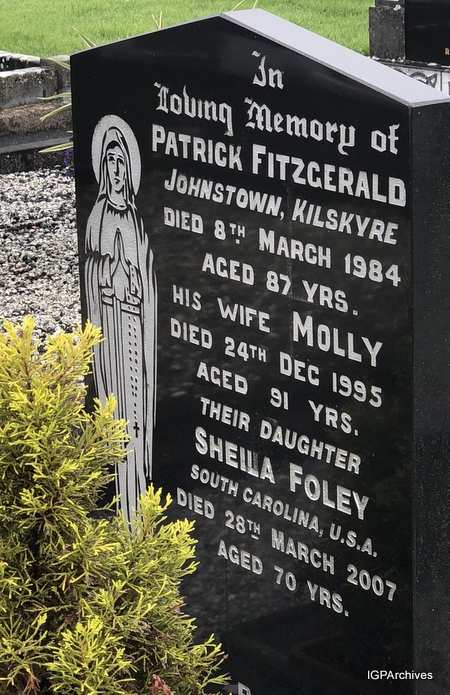 In
Loving Memory of
PATRICK FITZGERALD
JOHNSTOWN, KILSKYRE
DIED 8TH MARCH 1984
AGED 87 YRS.
HIS WIFE MOLLY
DIED 24TH DEC 1995
AGED 91 YRS.
THEIR DAUGHTER
SHEILA FOLEY
SOUTH CAROLINA, U.S.A.
DIED 28TH MARCH 2007
AGED 70 YRS.
IGPArchives